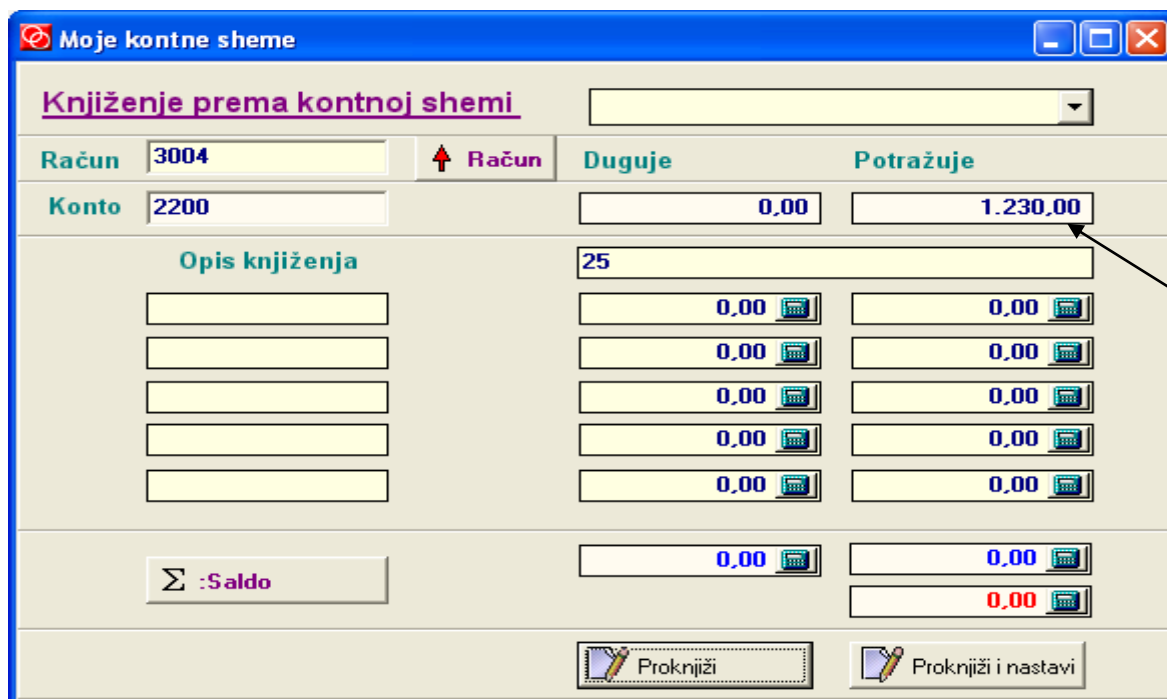 Moje kontne sheme
Knjiženje prema kontnoj shemi
Račun 3004 Račun Duguje Potražuje
Konto 2200 0,00 1.230,00
Opis knjiženja 25
0,00 0,00
0,00 0,00
0,00 0,00
0,00 0,00
0,00 0,00
Σ :Saldo 0,00 0,00
0,00
Proknjiži Proknjiži i nastavi